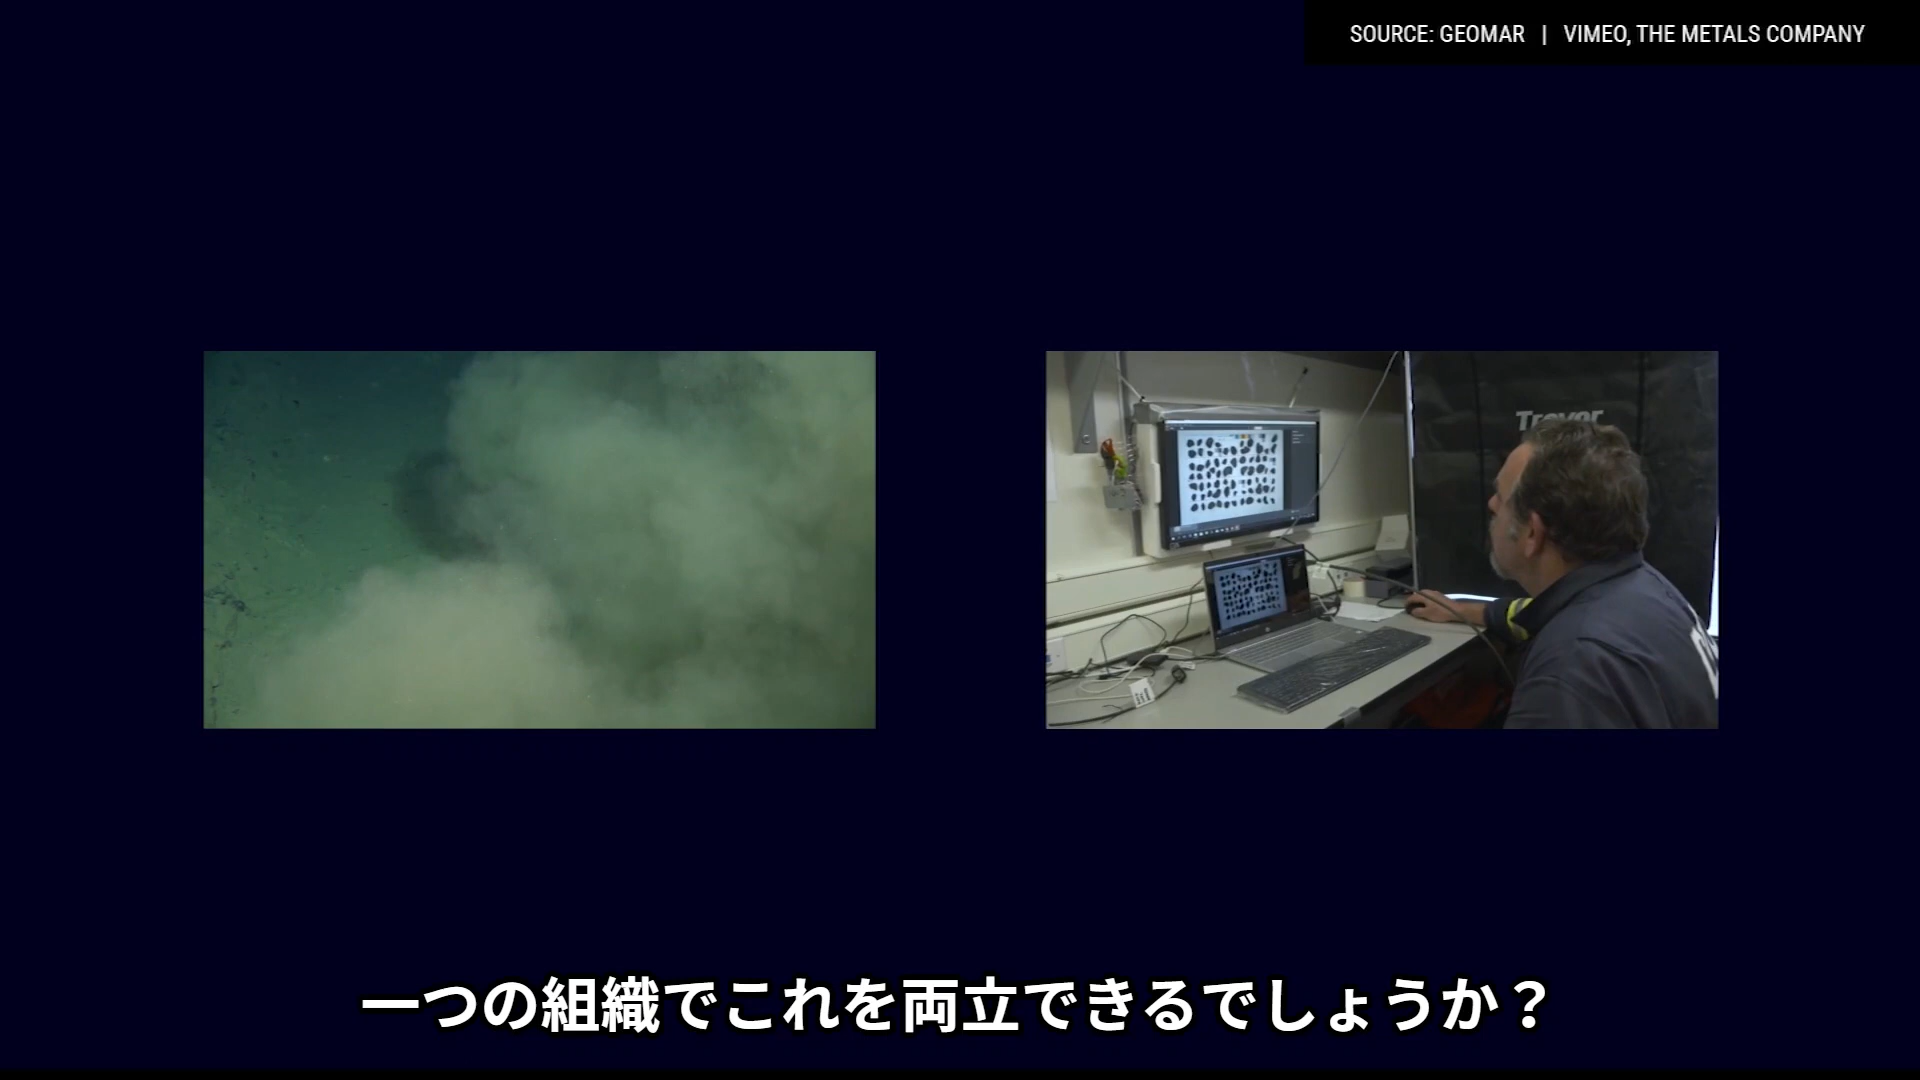 SOURCE: GEOMAR | VIMEO, THE METALS COMPANY
Trevor
一つの組織でこれを両立できるでしょうか？